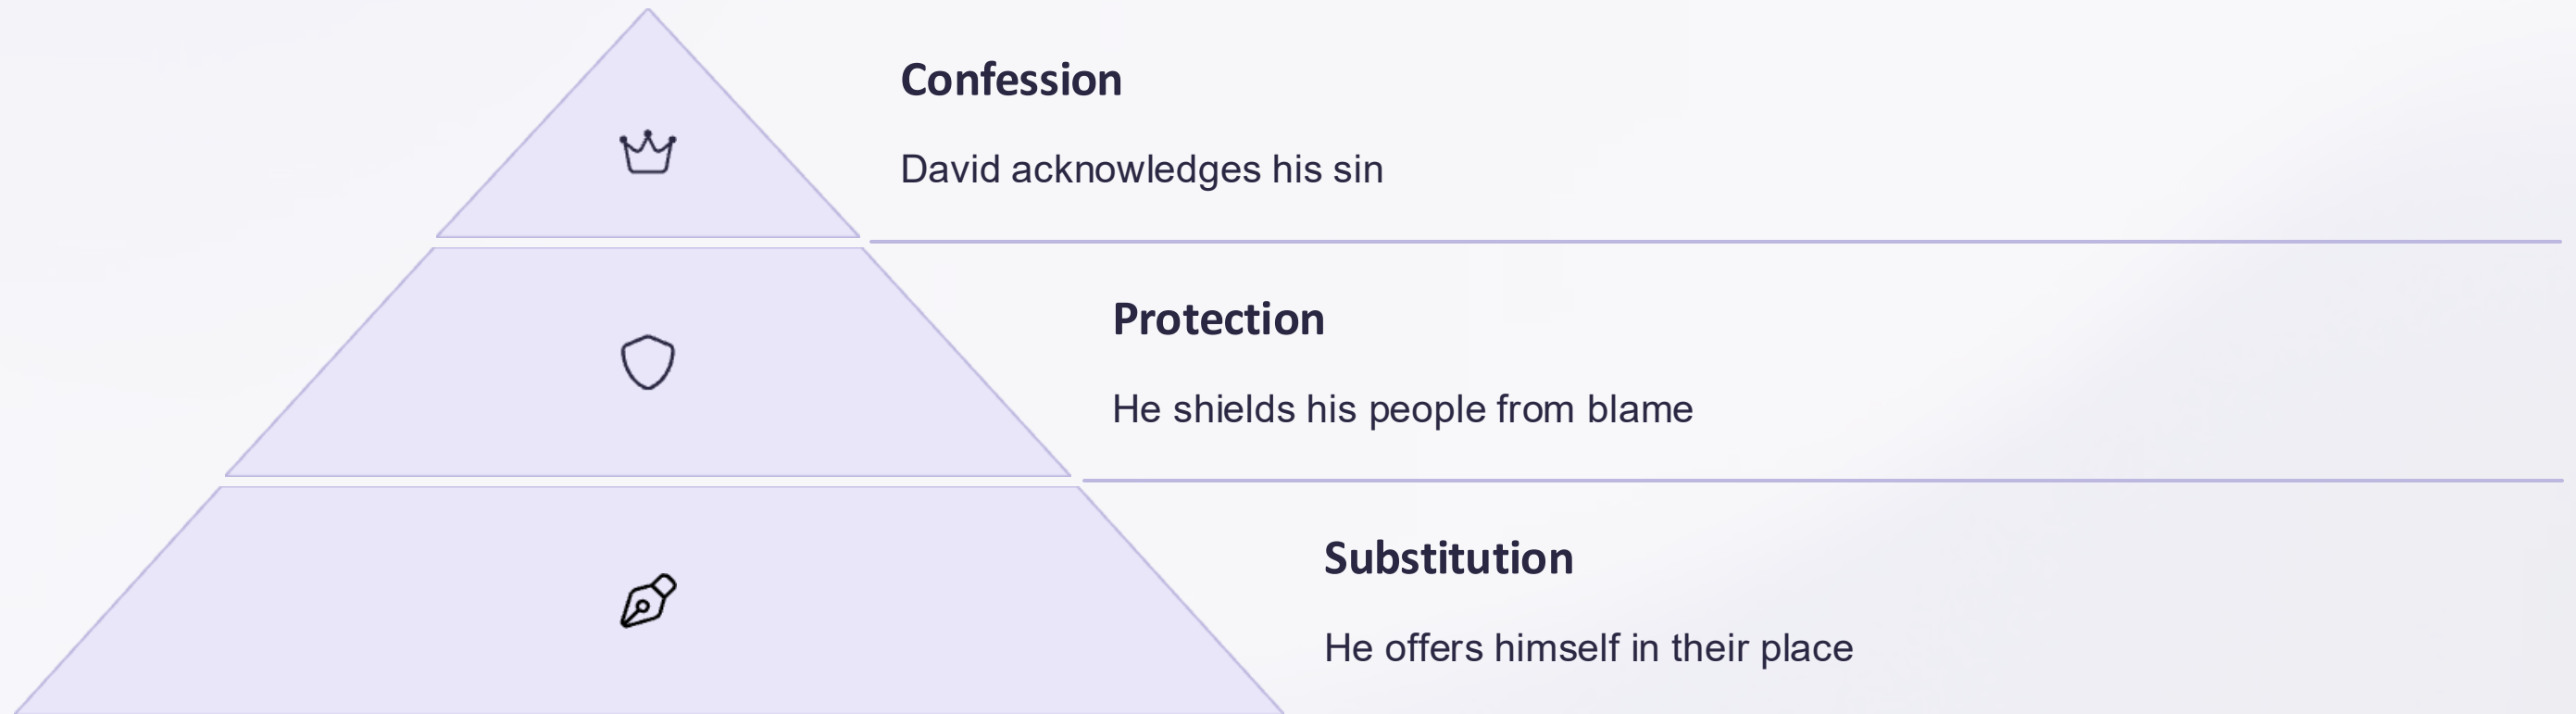 Confession
David acknowledges his sin
Protection
He shields his people from blame
Substitution
He offers himself in their place